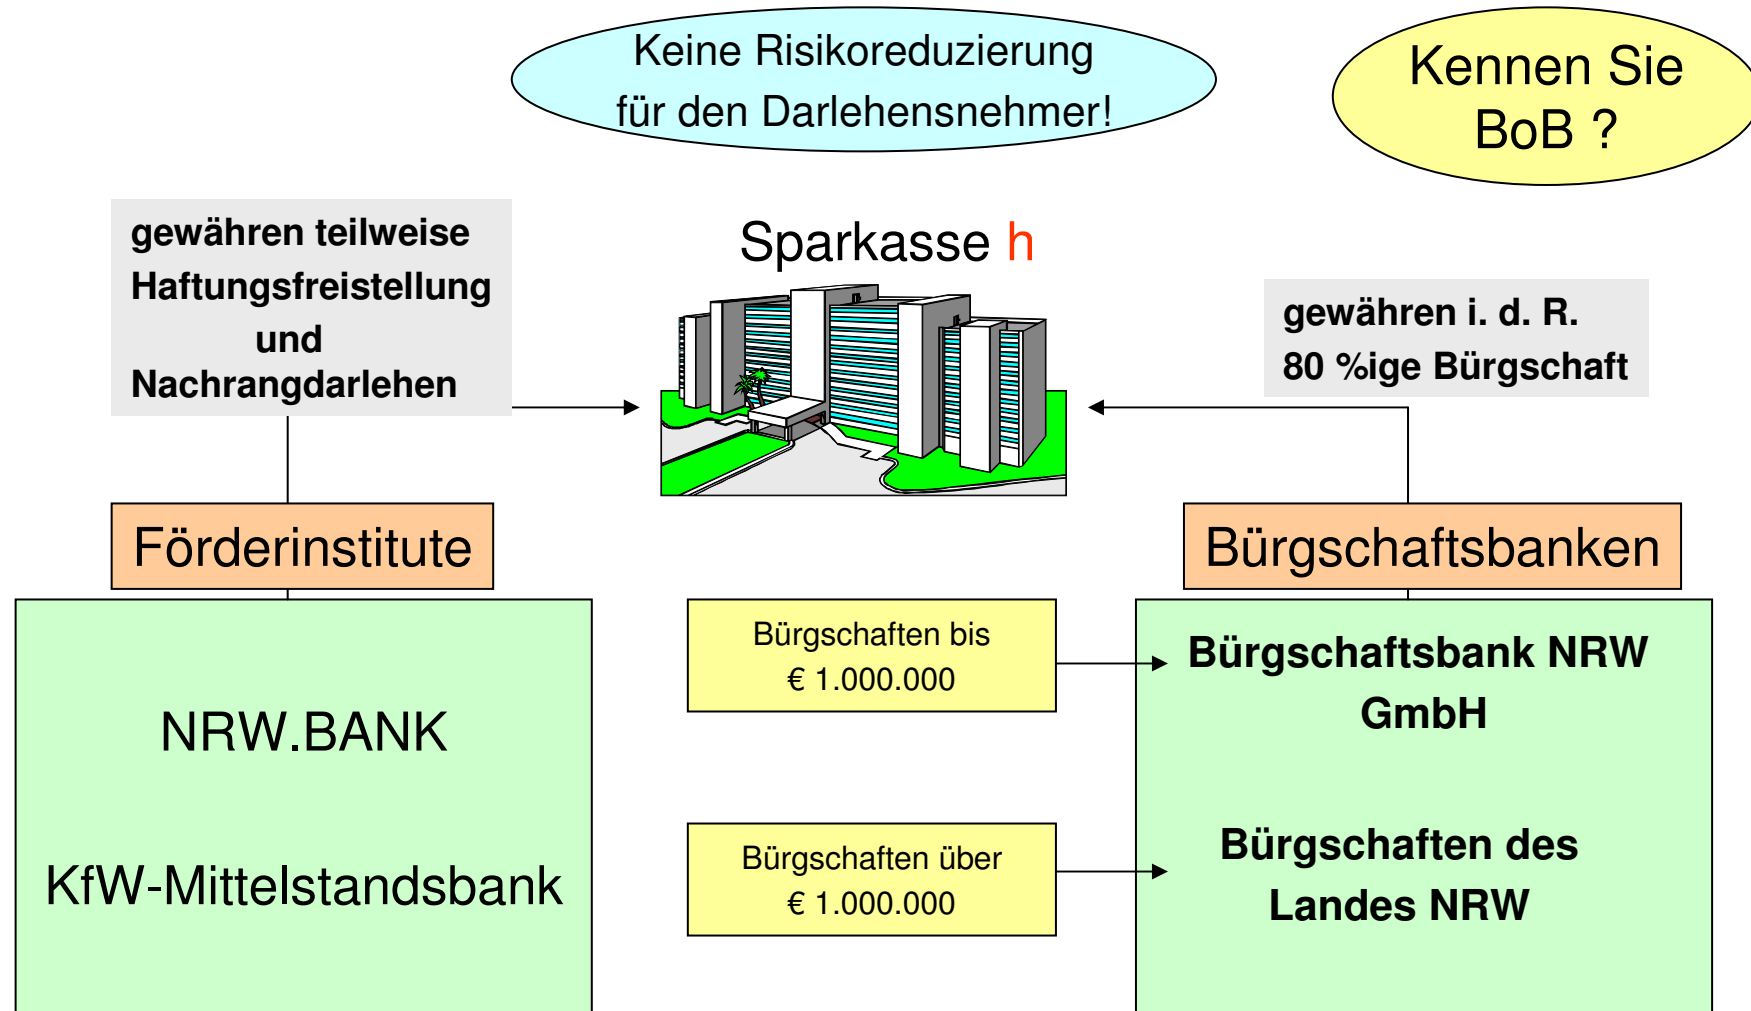 Keine Risikoreduzierung
für den Darlehensnehmer!
Kennen Sie
BoB ?
gewähren teilweise
Haftungsfreistellung
und
Nachrangdarlehen
Sparkasse h
gewähren i. d. R.
80 %ige Bürgschaft
Förderinstitute
Bürgschaftsbanken
NRW.BANK
KfW-Mittelstandsbank
Bürgschaften bis
€ 1.000.000
Bürgschaften über
€ 1.000.000
Bürgschaftsbank NRW
GmbH
Bürgschaften des
Landes NRW